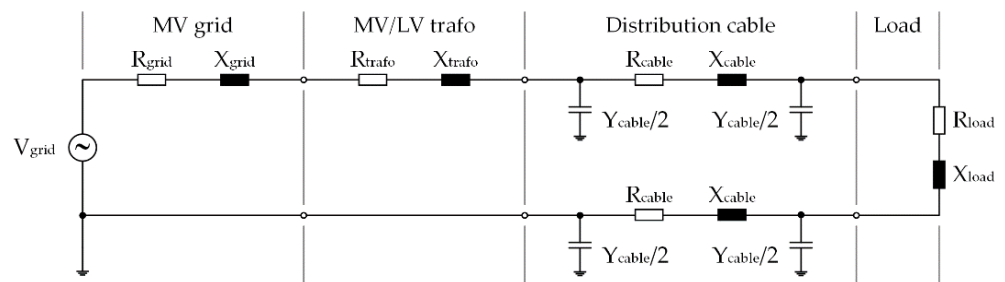 MV grid MV/LV trafo Distribution cable Load
Rgrid Xgrid Rtrafo Xtrafo Rcable Xcable
Ycable/2 Ycable/2 Rload
Vgrid
Xload
Rcable Xcable
Ycable/2 Ycable/2